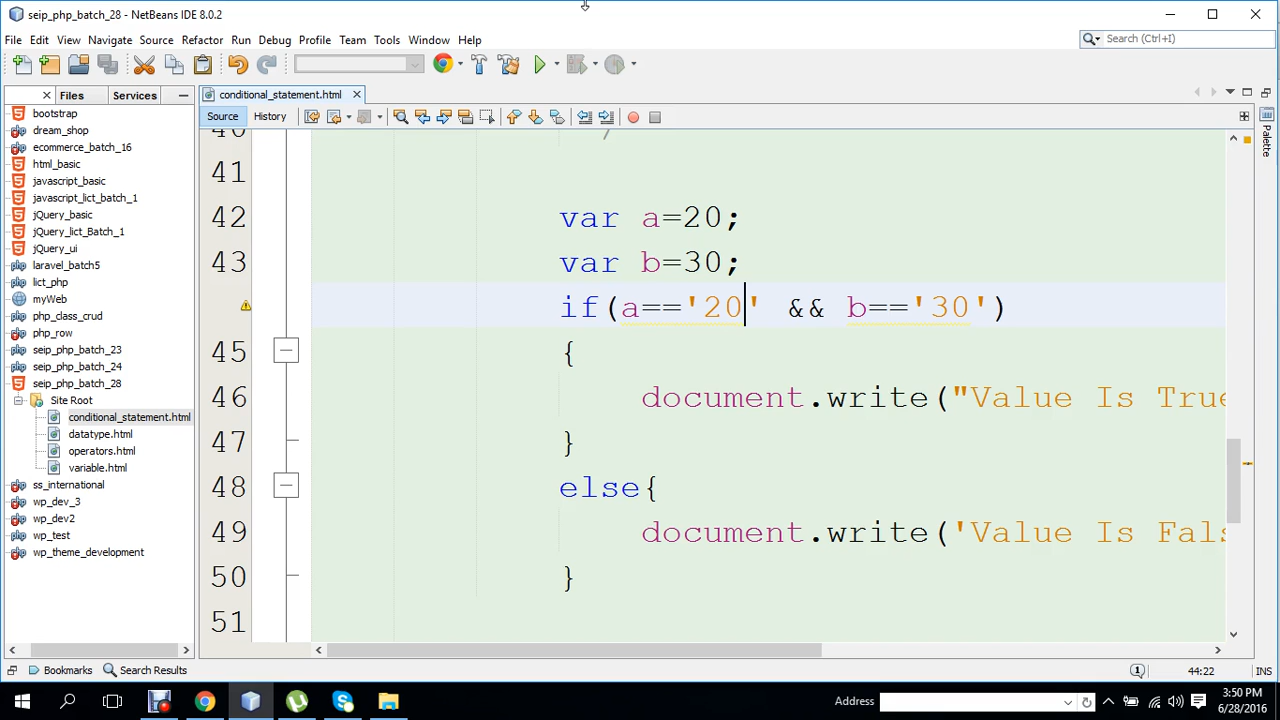 seip_php_batch_28 - NetBeans IDE 8.0.2
File Edit View Navigate Source Refactor Run Debug Profile Team Tools Window Help
Search (Ctrl+I)
Files Services
conditional_statement.html
Source History
Palette
bootstrap
dream_shop
ecommerce_batch_16
html_basic
javascript_basic
javascript_lict_batch_1
jQuery_basic
jQuery_lict_Batch_1
jQuery_ui
laravel_batch5
lict_php
myWeb
php_class_crud
php_row
seip_php_batch_23
seip_php_batch_24
seip_php_batch_28
Site Root
conditional_statement.html
datatype.html
operators.html
variable.html
ss_international
wp_dev_3
wp_dev2
wp_test
wp_theme_development
40 /
41
42 var a=20;
43 var b=30;
if(a=='20' && b=='30')
45 {
46 document.write("Value Is True
47 }
48 else{
49 document.write('Value Is Fals
50 }
51
Bookmarks Search Results
1 44:22 INS
Address
3:50 PM
6/28/2016